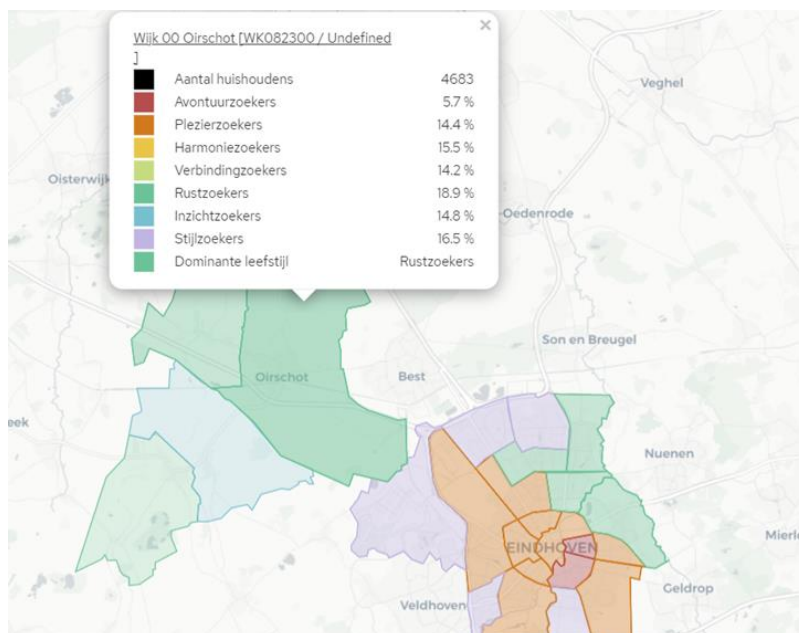 Wijk 00 Oirschot [WK082300 / Undefined
]
×
Aantal huishoudens 4683
Avontuurzoekers 5.7 %
Plezierzoekers 14.4 %
Harmoniezoekers 15.5 %
Verbindingzoekers 14.2 %
Rustzoekers 18.9 %
Inzichtzoekers 14.8 %
Stijlzoekers 16.5 %
Dominante leefstijl Rustzoekers
Veghel
Oisterwijk
-Oedenrode
Son en Breugel
Oirschot
Best
eek
Nuenen
Mierl
EINDHOVEN
Geldrop
Veldhoven